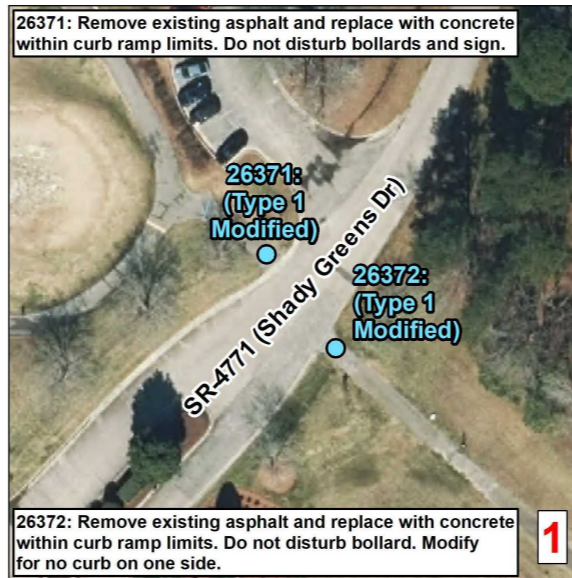 26371: Remove existing asphalt and replace with concrete
within curb ramp limits. Do not disturb bollards and sign.
26371:
(Type 1
Modified)
SR-4771 (Shady Greens Dr)
26372:
(Type 1
Modified)
26372: Remove existing asphalt and replace with concrete
within curb ramp limits. Do not disturb bollard. Modify
for no curb on one side.
1